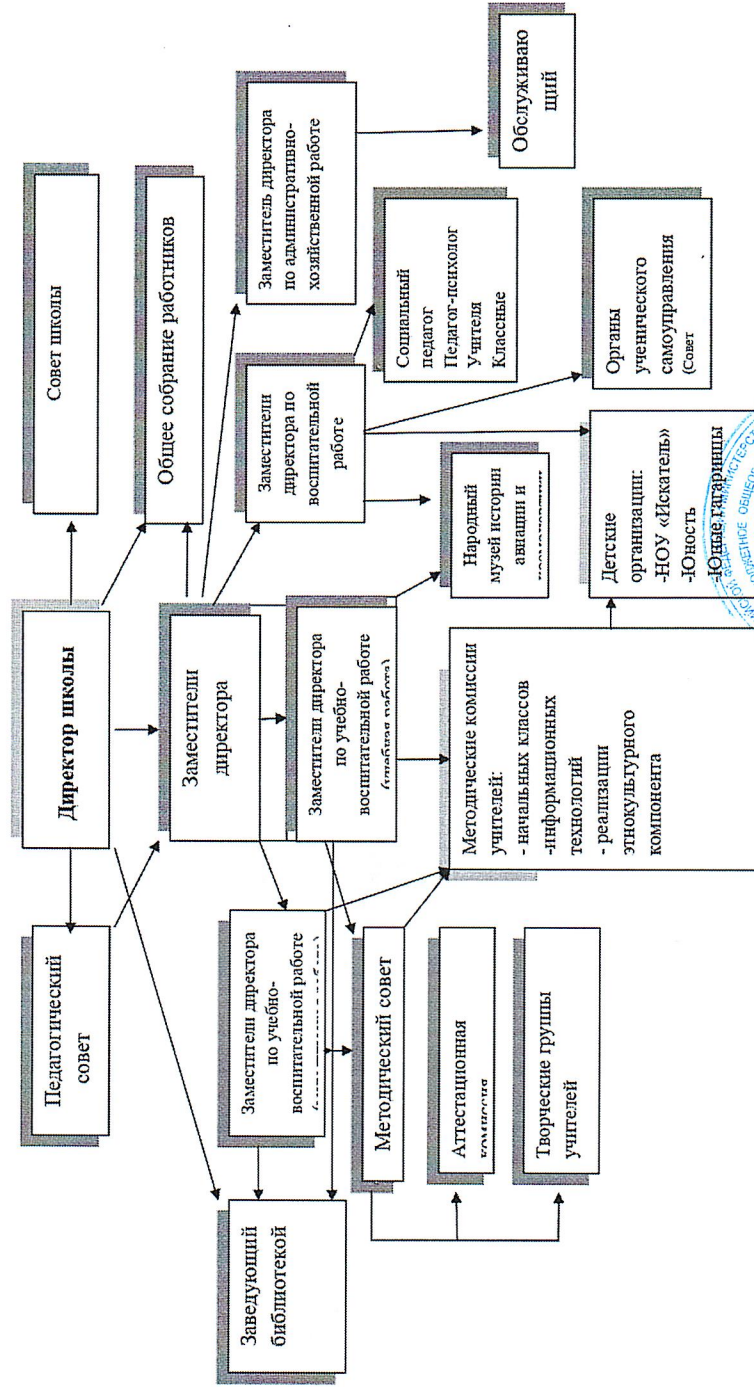 Директор школы
Совет школы
Педагогический
совет
Общее собрание работников
Заместители
директора
Заведующий
библиотекой
Заместители директора
по учебно-
воспитательной работе
Заместители директора
по учебно-
воспитательной работе
(учебная работа)
Заместители
директора по
воспитательной
работе
Заместитель директора
по административно-
хозяйственной работе
Методический совет
Народный
музей истории
авиации и
Социальный
педагог
Педагог-психолог
Учителя
Классные
Обслуживаю
щий
Аттестационная
комиссия
Методические комиссии
учителей:
- начальных классов
-информационных
технологий
- реализации
этнокультурного
компонента
Творческие группы
учителей
Детские
организации:
-НОУ «Искатель»
-Юность
-Юные гагаринцы
Органы
ученического
самоуправления
(Совет